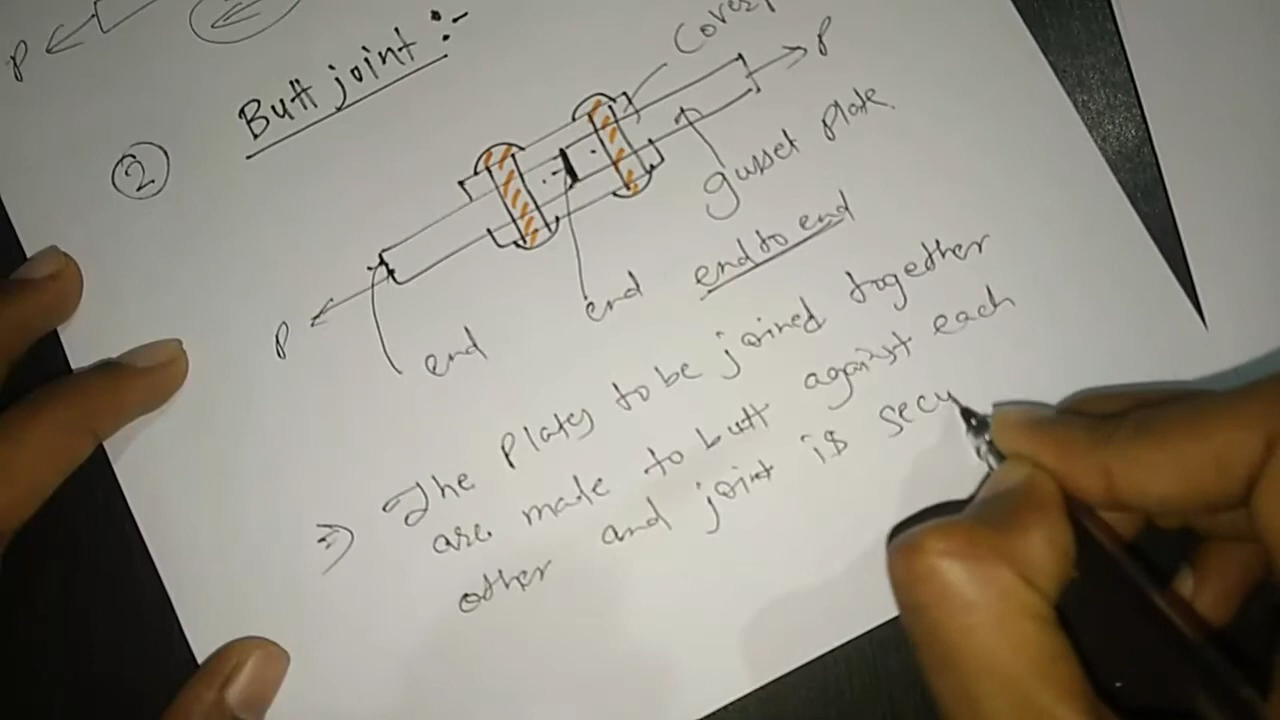 P
② Butt joint :-
Cover
P
gusset plate
P
end
end
end to end
⇒ The plates to be joined together
are made to butt against each
other and joint is secu